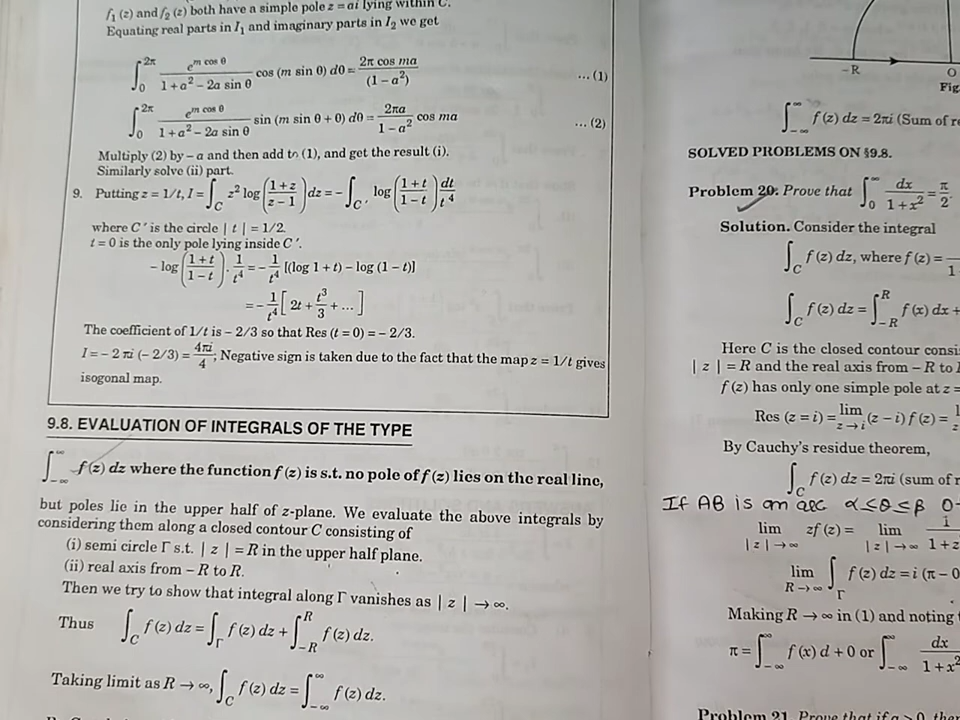 f₁ (z) and f₂ (z) both have a simple pole z = ai lying within C.
Equating real parts in I₁ and imaginary parts in I₂ we get
∫₀^{2π} e^{m cos θ} / (1 + a² – 2a sin θ) cos (m sin θ) dθ = 2π cos ma / (1 – a²) ... (1)
∫₀^{2π} e^{m cos θ} / (1 + a² – 2a sin θ) sin (m sin θ + θ) dθ = 2πa / (1 – a²) cos ma ... (2)
Multiply (2) by – a and then add to (1), and get the result (i).
Similarly solve (ii) part.
9. Putting z = 1/t, I = ∫_C z² log ((1 + z)/(z – 1)) dz = – ∫_{C'} log ((1 + t)/(1 – t)) dt/t⁴
where C' is the circle | t | = 1/2.
t = 0 is the only pole lying inside C'.
– log ((1 + t)/(1 – t)) · 1/t⁴ = – 1/t⁴ [(log 1 + t) – log (1 – t)]
= – 1/t⁴ [ 2t + t³/3 + ... ]
The coefficient of 1/t is – 2/3 so that Res (t = 0) = – 2/3.
I = – 2 πi (– 2/3) = 4πi/4; Negative sign is taken due to the fact that the map z = 1/t gives
isogonal map.
9.8. EVALUATION OF INTEGRALS OF THE TYPE
∫_{–∞}^{∞} f (z) dz where the function f (z) is s.t. no pole of f (z) lies on the real line,
but poles lie in the upper half of z-plane. We evaluate the above integrals by
considering them along a closed contour C consisting of
(i) semi circle Γ s.t. | z | = R in the upper half plane.
(ii) real axis from – R to R.
Then we try to show that integral along Γ vanishes as | z | → ∞.
Thus ∫_C f (z) dz = ∫_Γ f (z) dz + ∫_{–R}^{R} f (z) dz.
Taking limit as R → ∞, ∫_C f (z) dz = ∫_{–∞}^{∞} f (z) dz.
– R O
Fig.
∫_{–∞}^{∞} f (z) dz = 2πi (Sum of
SOLVED PROBLEMS ON §9.8.
Problem 20. Prove that ∫₀^∞ dx / (1 + x²) = π/2.
Solution. Consider the integral
∫_C f (z) dz, where f (z) =
∫_C f (z) dz = ∫_{–R}^{R} f (x) dx +
Here C is the closed contour
| z | = R and the real axis from – R to
f (z) has only one simple pole at z =
Res (z = i) = lim_{z → i} (z – i) f (z) =
By Cauchy's residue theorem,
∫_C f (z) dz = 2πi (sum of
If AB is an arc α ≤ θ ≤ β
lim_{| z | → ∞} zf (z) = lim_{| z | → ∞}
lim_{R → ∞} ∫_Γ f (z) dz = i (π – 0
Making R → ∞ in (1) and noting
π = ∫_{–∞}^{∞} f (x) d + 0 or ∫_{–∞}^{∞} dx / 1 + x²
Problem 21. Prove that if a > 0,